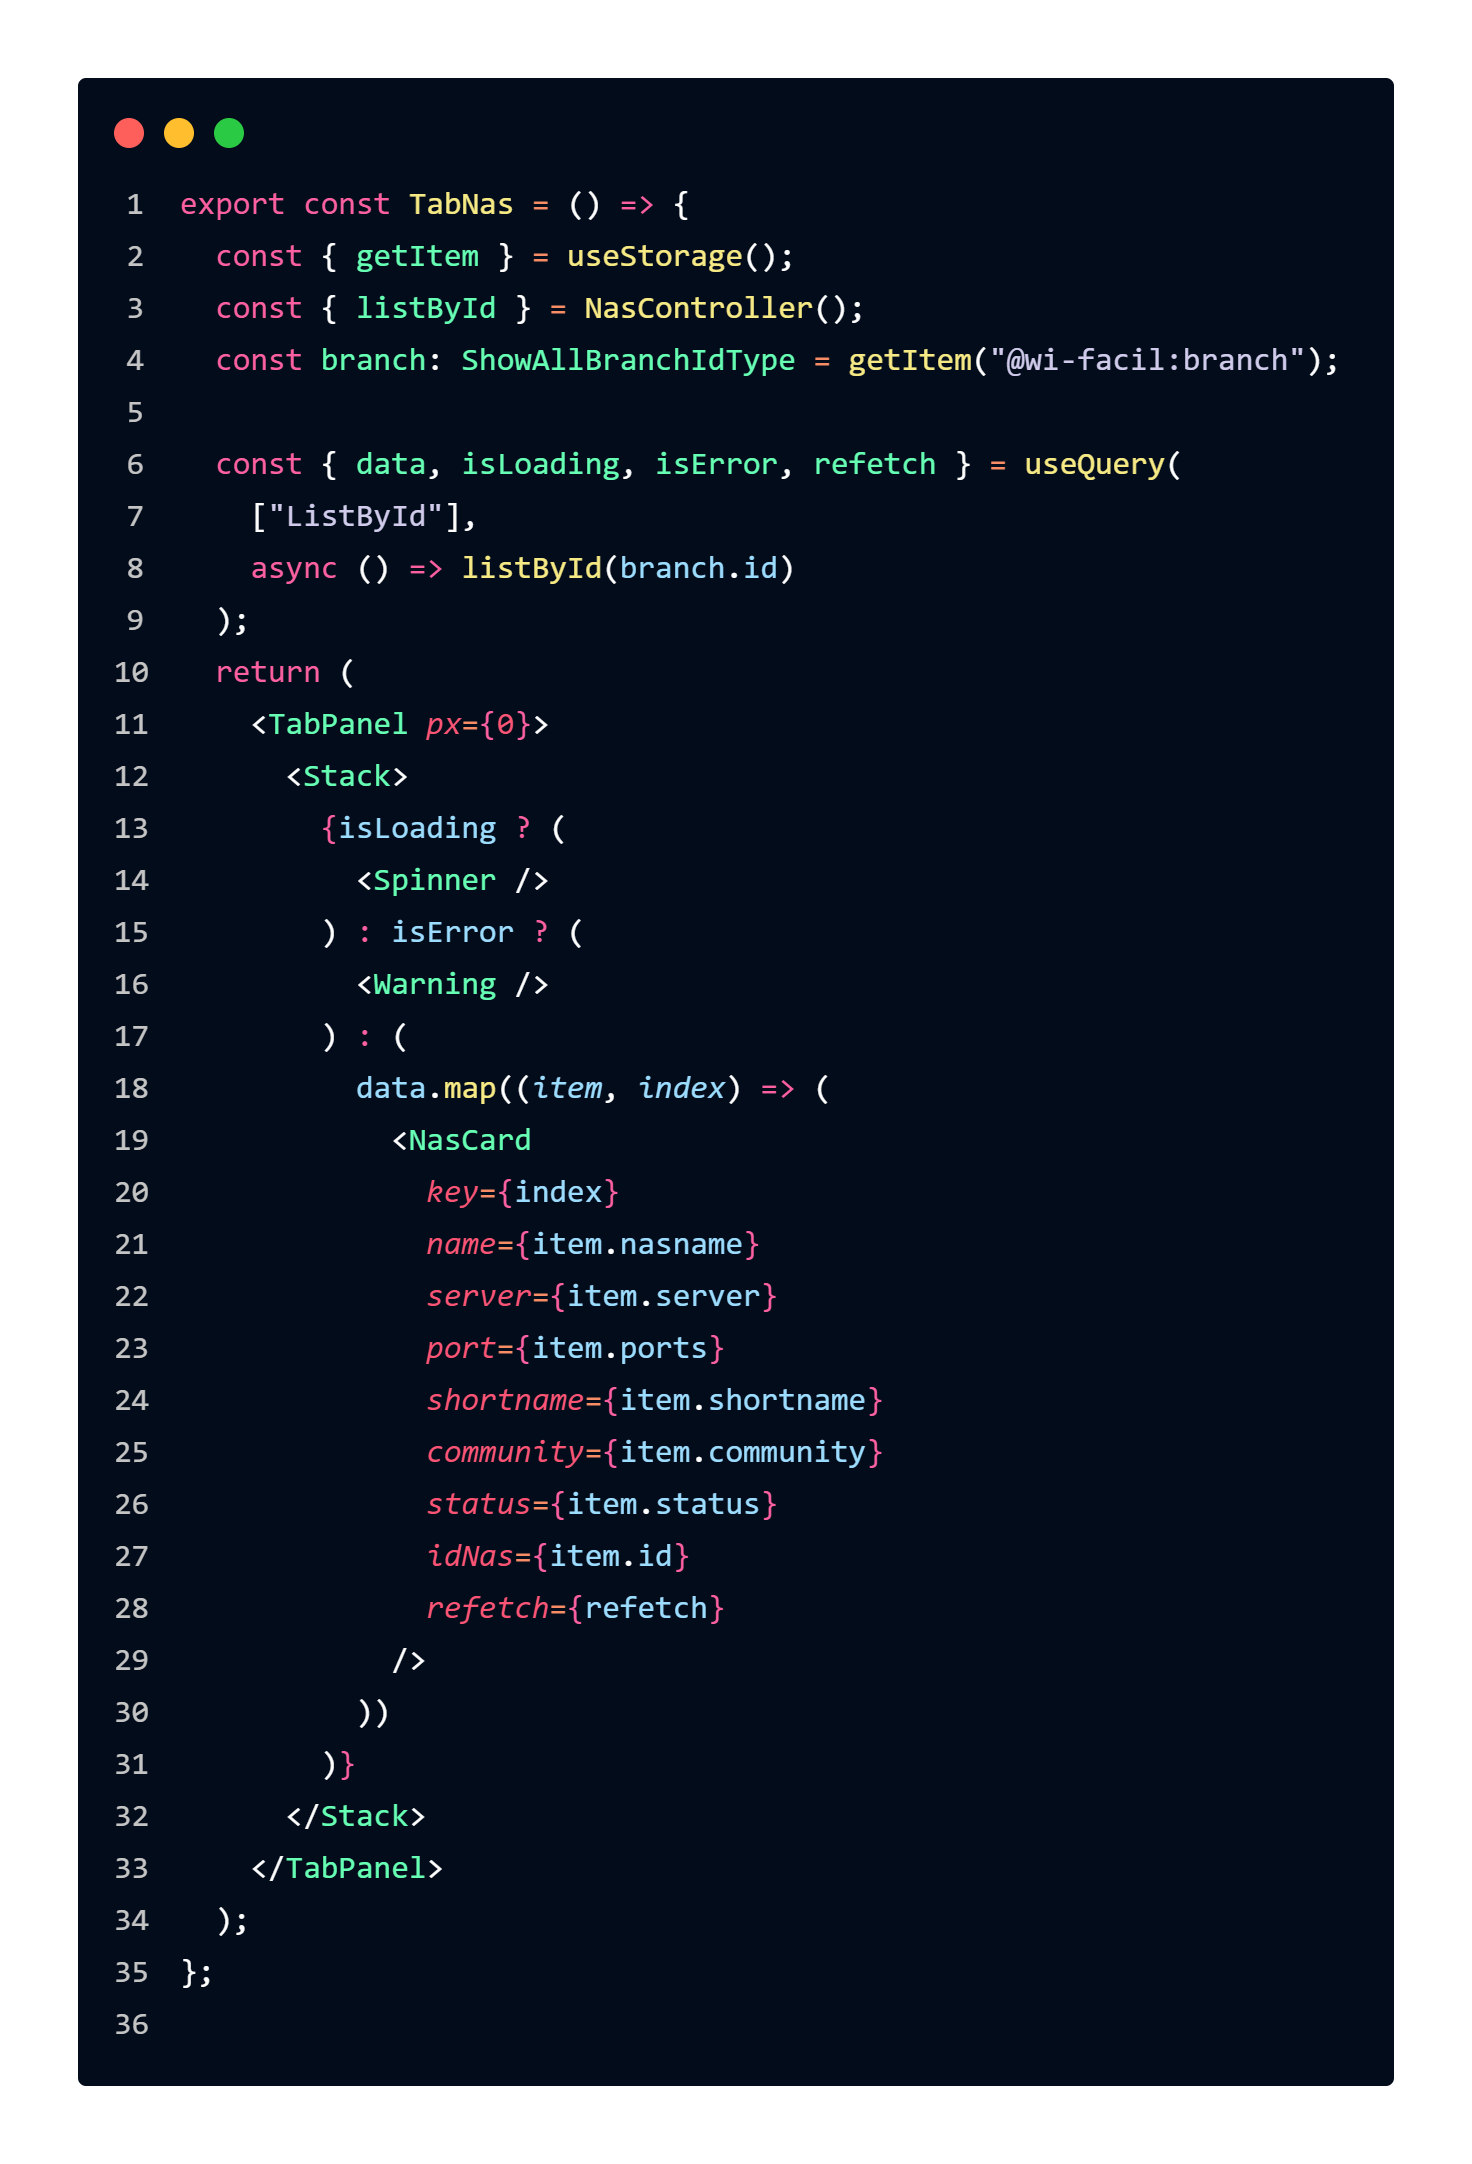 1 export const TabNas = () => {
2   const { getItem } = useStorage();
3   const { listById } = NasController();
4   const branch: ShowAllBranchIdType = getItem("@wi-facil:branch");
5
6   const { data, isLoading, isError, refetch } = useQuery(
7     ["ListById"],
8     async () => listById(branch.id)
9   );
10   return (
11     <TabPanel px={0}>
12       <Stack>
13         {isLoading ? (
14           <Spinner />
15         ) : isError ? (
16           <Warning />
17         ) : (
18           data.map((item, index) => (
19             <NasCard
20               key={index}
21               name={item.nasname}
22               server={item.server}
23               port={item.ports}
24               shortname={item.shortname}
25               community={item.community}
26               status={item.status}
27               idNas={item.id}
28               refetch={refetch}
29             />
30           ))
31         )}
32       </Stack>
33     </TabPanel>
34   );
35 };
36